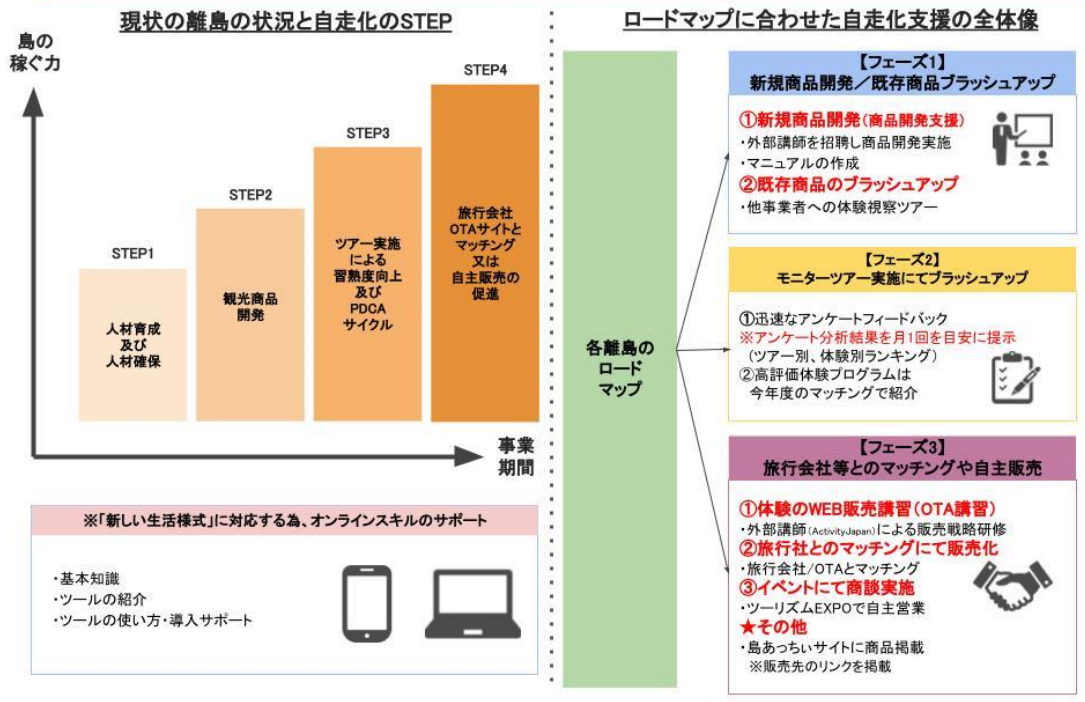 現状の離島の状況と自走化のSTEP
島の
稼ぐ力
STEP1
人材育成
及び
人材確保
STEP2
観光商品
開発
STEP3
ツアー実施
による
習熟度向上
及び
PDCA
サイクル
STEP4
旅行会社
OTAサイトと
マッチング
又は
自主販売の
促進
事業
期間
※「新しい生活様式」に対応する為、オンラインスキルのサポート
・基本知識
・ツールの紹介
・ツールの使い方・導入サポート
ロードマップに合わせた自走化支援の全体像
各離島の
ロード
マップ
【フェーズ1】
新規商品開発／既存商品ブラッシュアップ
①新規商品開発（商品開発支援）
・外部講師を招聘し商品開発実施
・マニュアルの作成
②既存商品のブラッシュアップ
・他事業者への体験視察ツアー
【フェーズ2】
モニターツアー実施にてブラッシュアップ
①迅速なアンケートフィードバック
※アンケート分析結果を月1回を目安に提示
（ツアー別、体験別ランキング）
②高評価体験プログラムは
今年度のマッチングで紹介
【フェーズ3】
旅行会社等とのマッチングや自主販売
①体験のWEB販売講習（OTA講習）
・外部講師（ActivityJapan）による販売戦略研修
②旅行社とのマッチングにて販売化
・旅行会社/OTAとマッチング
③イベントにて商談実施
・ツーリズムEXPOで自主営業
★その他
・島あっちぃサイトに商品掲載
※販売先のリンクを掲載